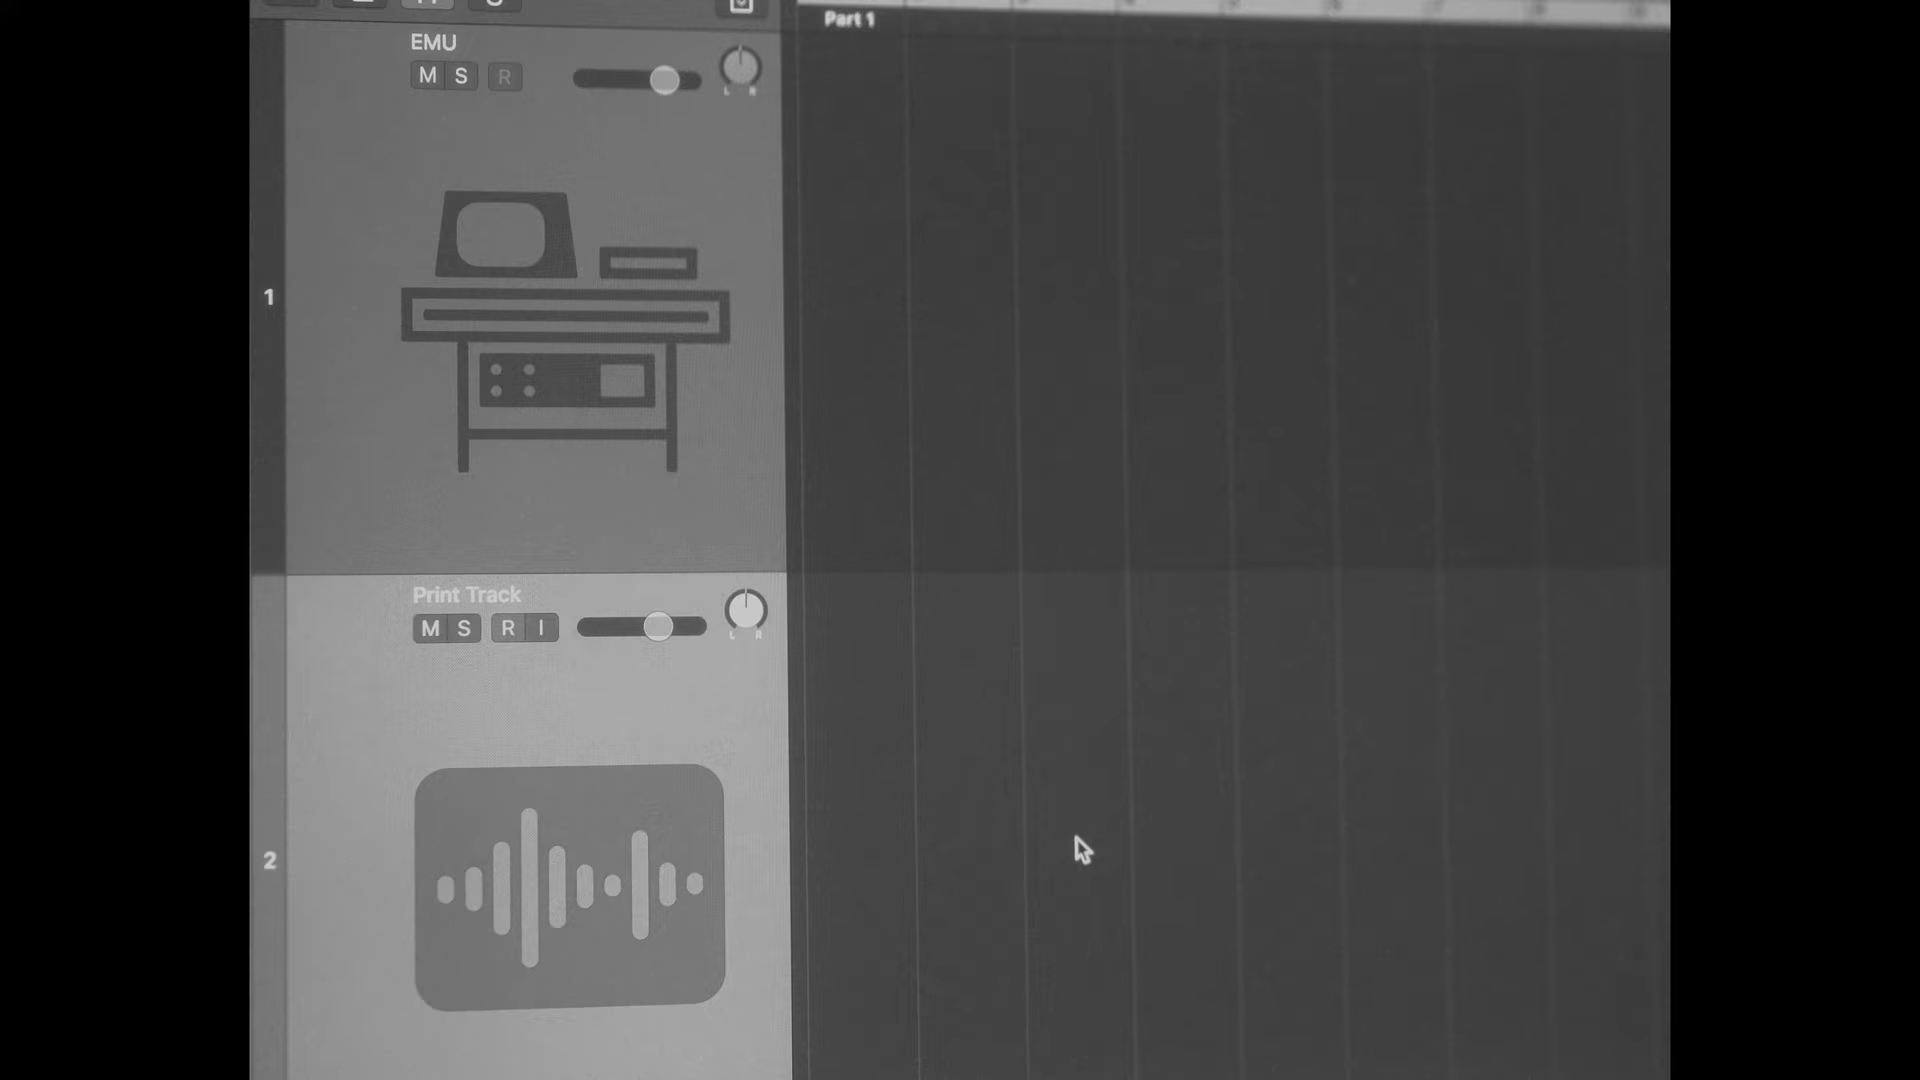 Part 1
EMU
M S R
L R
1
Print Track
M S R I
L R
2